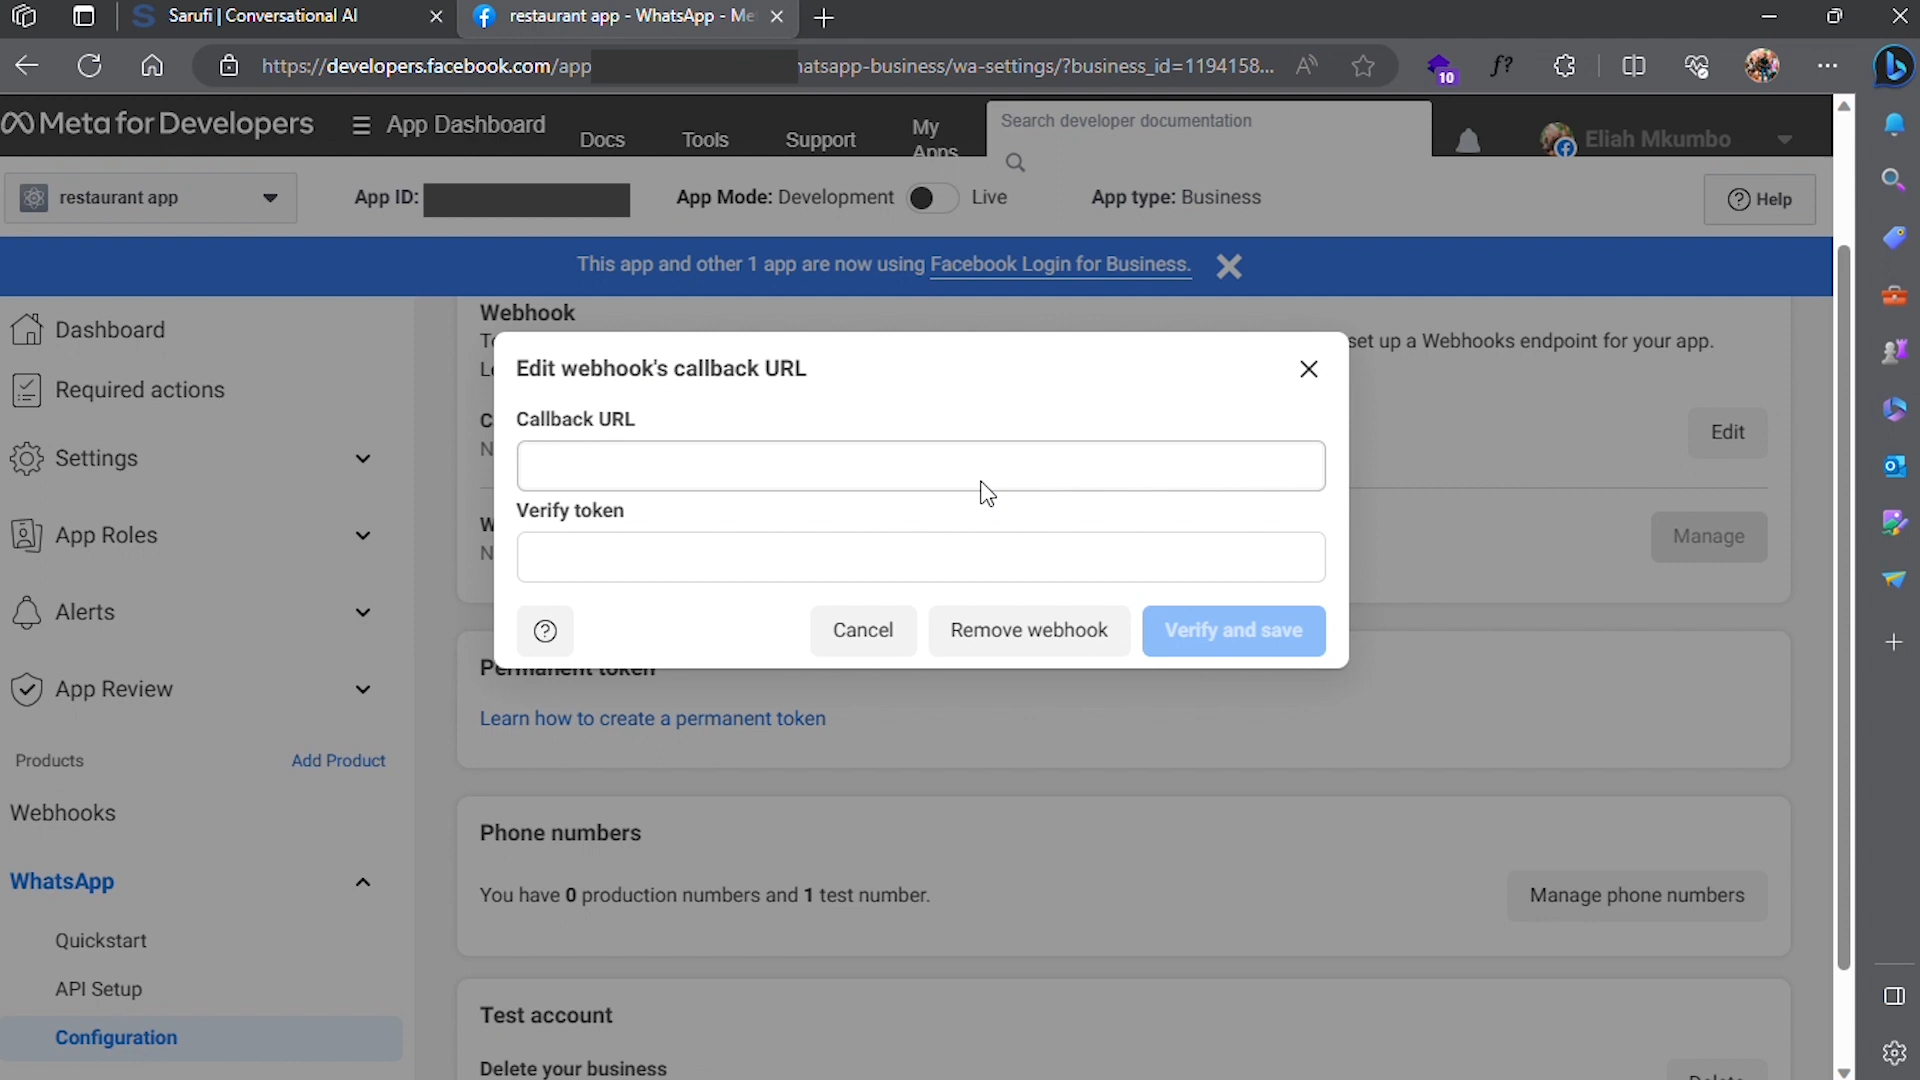 Sarufi | Conversational AI
restaurant app - WhatsApp - Me
https://developers.facebook.com/app
atsapp-business/wa-settings/?business_id=1194158...
10
f?
Meta for Developers
App Dashboard
Docs
Tools
Support
My
Apps
Search developer documentation
Eliah Mkumbo
restaurant app
App ID:
App Mode: Development
Live
App type: Business
Help
This app and other 1 app are now using Facebook Login for Business.
Dashboard
Required actions
Settings
App Roles
Alerts
App Review
Products
Add Product
Webhooks
WhatsApp
Quickstart
API Setup
Configuration
Webhook
set up a Webhooks endpoint for your app.
Edit
Manage
Edit webhook's callback URL
Callback URL
Verify token
Cancel
Remove webhook
Verify and save
Permanent token
Learn how to create a permanent token
Phone numbers
You have 0 production numbers and 1 test number.
Manage phone numbers
Test account
Delete your business
Delete